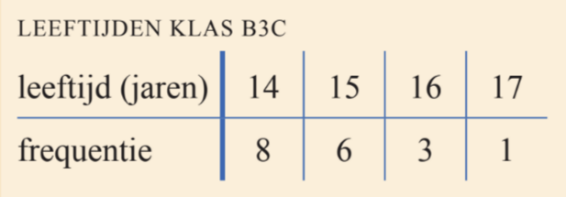 LEEFTIJDEN KLAS B3C
leeftijd (jaren) 14 15 16 17
frequentie 8 6 3 1